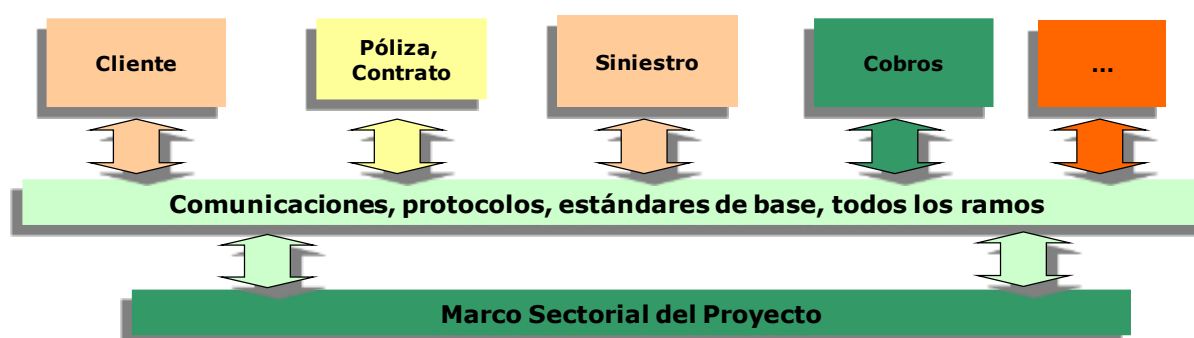 Cliente
Póliza,
Contrato
Siniestro
Cobros
...
Comunicaciones, protocolos, estándares de base, todos los ramos
Marco Sectorial del Proyecto